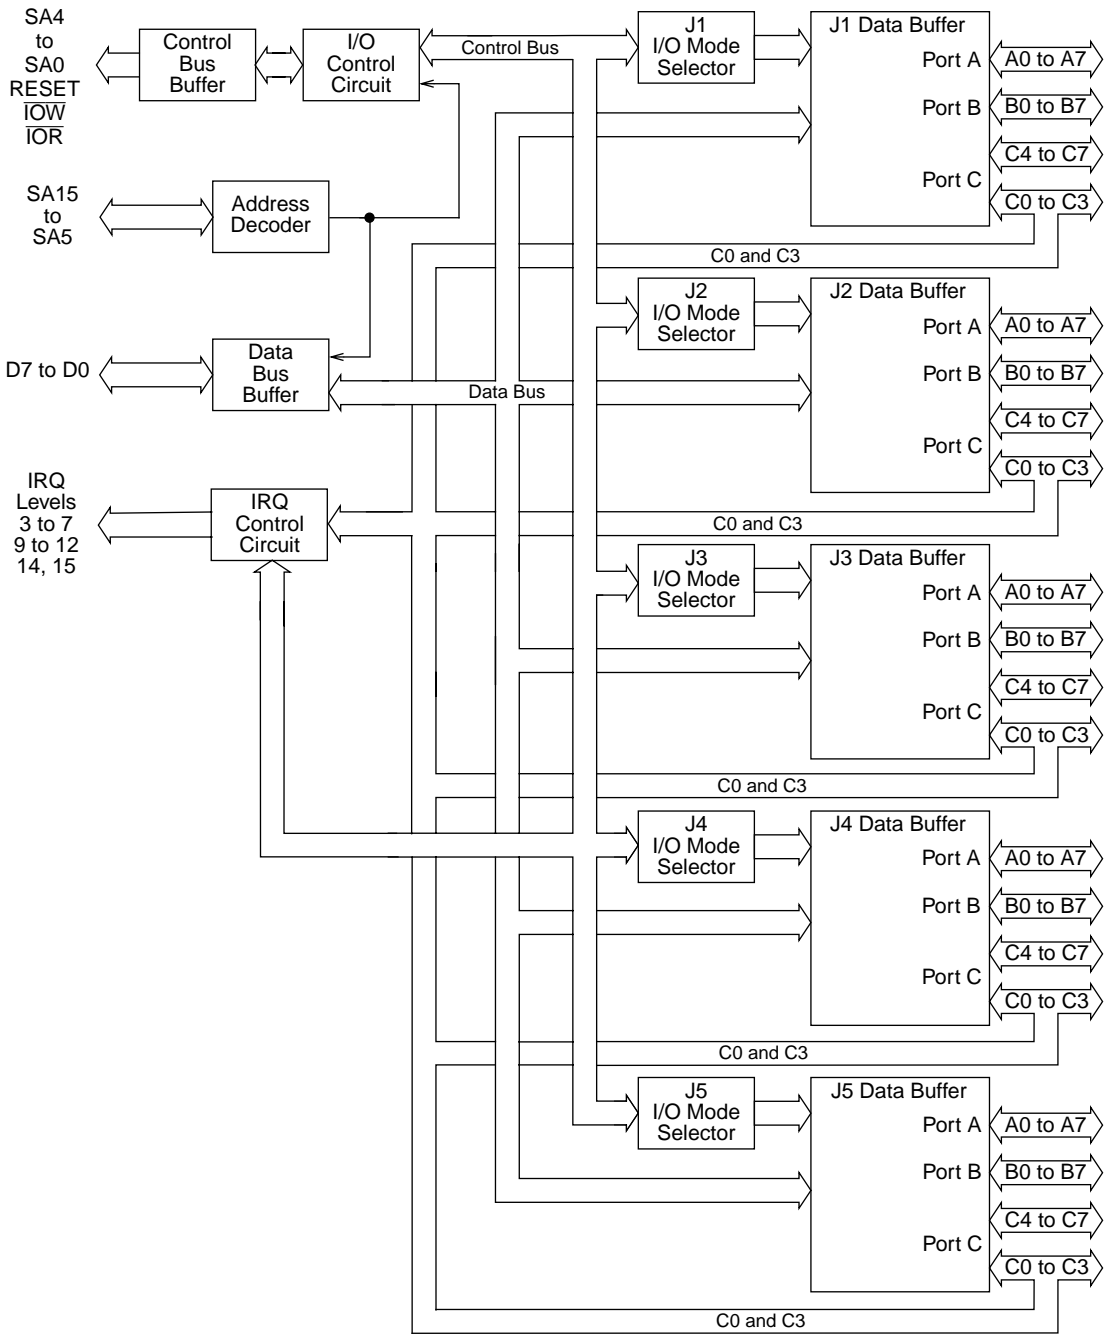 SA4
to
SA0
RESET
IOW
IOR
Control
Bus
Buffer
I/O
Control
Circuit
Control Bus
J1
I/O Mode
Selector
J1 Data Buffer
Port A
A0 to A7
Port B
B0 to B7
C4 to C7
Port C
C0 to C3
SA15
to
SA5
Address
Decoder
C0 and C3
J2
I/O Mode
Selector
J2 Data Buffer
Port A
A0 to A7
Port B
B0 to B7
C4 to C7
Port C
C0 to C3
D7 to D0
Data
Bus
Buffer
Data Bus
IRQ
Levels
3 to 7
9 to 12
14, 15
IRQ
Control
Circuit
C0 and C3
J3
I/O Mode
Selector
J3 Data Buffer
Port A
A0 to A7
Port B
B0 to B7
C4 to C7
Port C
C0 to C3
C0 and C3
J4
I/O Mode
Selector
J4 Data Buffer
Port A
A0 to A7
Port B
B0 to B7
C4 to C7
Port C
C0 to C3
C0 and C3
J5
I/O Mode
Selector
J5 Data Buffer
Port A
A0 to A7
Port B
B0 to B7
C4 to C7
Port C
C0 to C3
C0 and C3